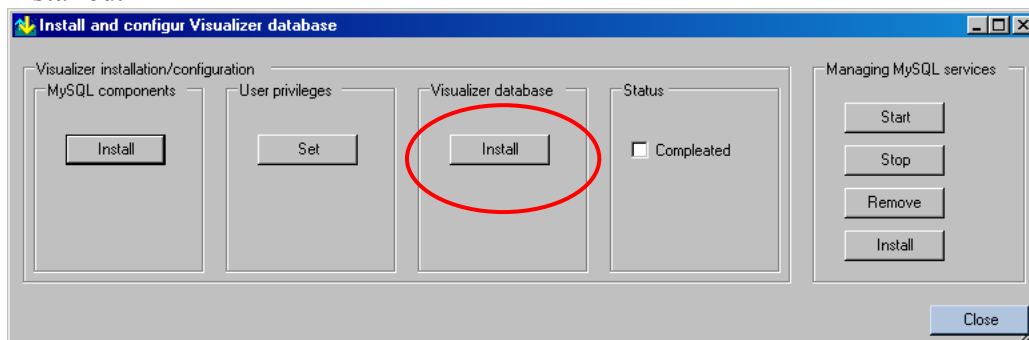 Install and configur Visualizer database
Visualizer installation/configuration
MySQL components
Install
User privileges
Set
Visualizer database
Install
Status
Compleated
Managing MySQL services
Start
Stop
Remove
Install
Close